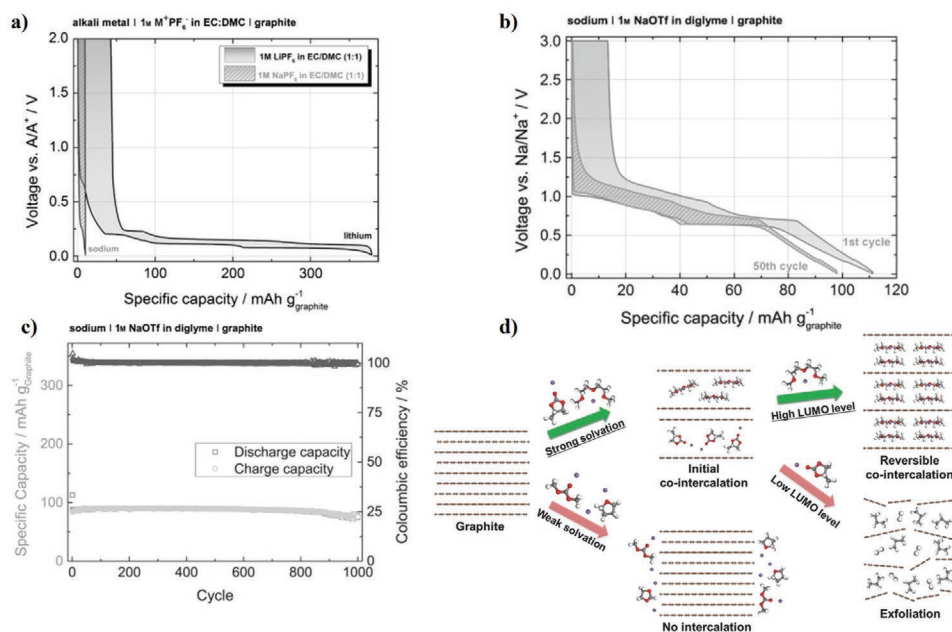 a)
alkali metal | 1M M⁺PF₆⁻ in EC:DMC | graphite
2.0
1.5
1.0
0.5
0.0
Voltage vs. A/A⁺ / V
1M LiPF₆ in EC/DMC (1:1)
1M NaPF₆ in EC/DMC (1:1)
sodium
lithium
0 100 200 300
Specific capacity / mAh g⁻¹graphite
b)
sodium | 1M NaOTf in diglyme | graphite
3.0
2.5
2.0
1.5
1.0
0.5
0.0
Voltage vs. Na/Na⁺ / V
1st cycle
50th cycle
0 20 40 60 80 100 120
Specific capacity / mAh g⁻¹graphite
c)
sodium | 1M NaOTf in diglyme | graphite
Specific Capacity / mAh g⁻¹Graphite
300
200
100
0
Discharge capacity
Charge capacity
100
75
50
25
0
Coloumbic efficiency / %
0 200 400 600 800 1000
Cycle
d)
Graphite
Strong solvation
Weak solvation
Initial
co-intercalation
No intercalation
High LUMO level
Low LUMO level
Reversible
co-intercalation
Exfoliation